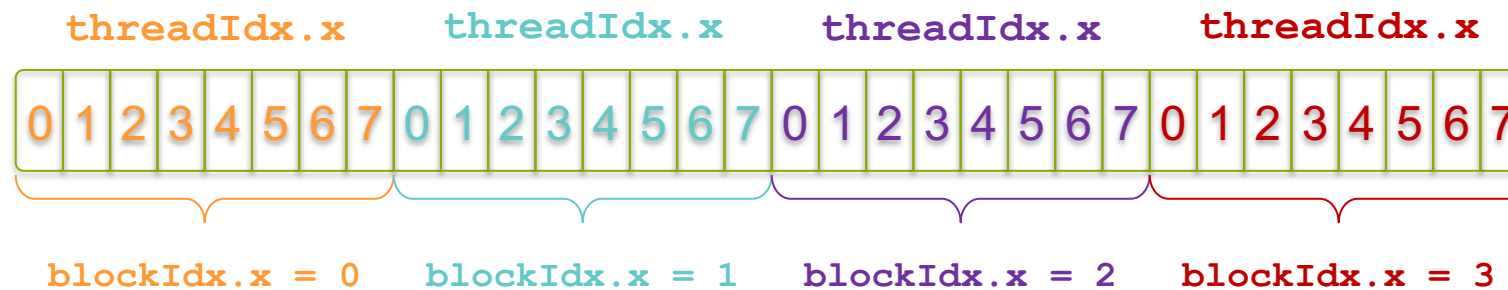 threadIdx.x threadIdx.x threadIdx.x threadIdx.x
0 1 2 3 4 5 6 7 0 1 2 3 4 5 6 7 0 1 2 3 4 5 6 7 0 1 2 3 4 5 6 7
blockIdx.x = 0 blockIdx.x = 1 blockIdx.x = 2 blockIdx.x = 3